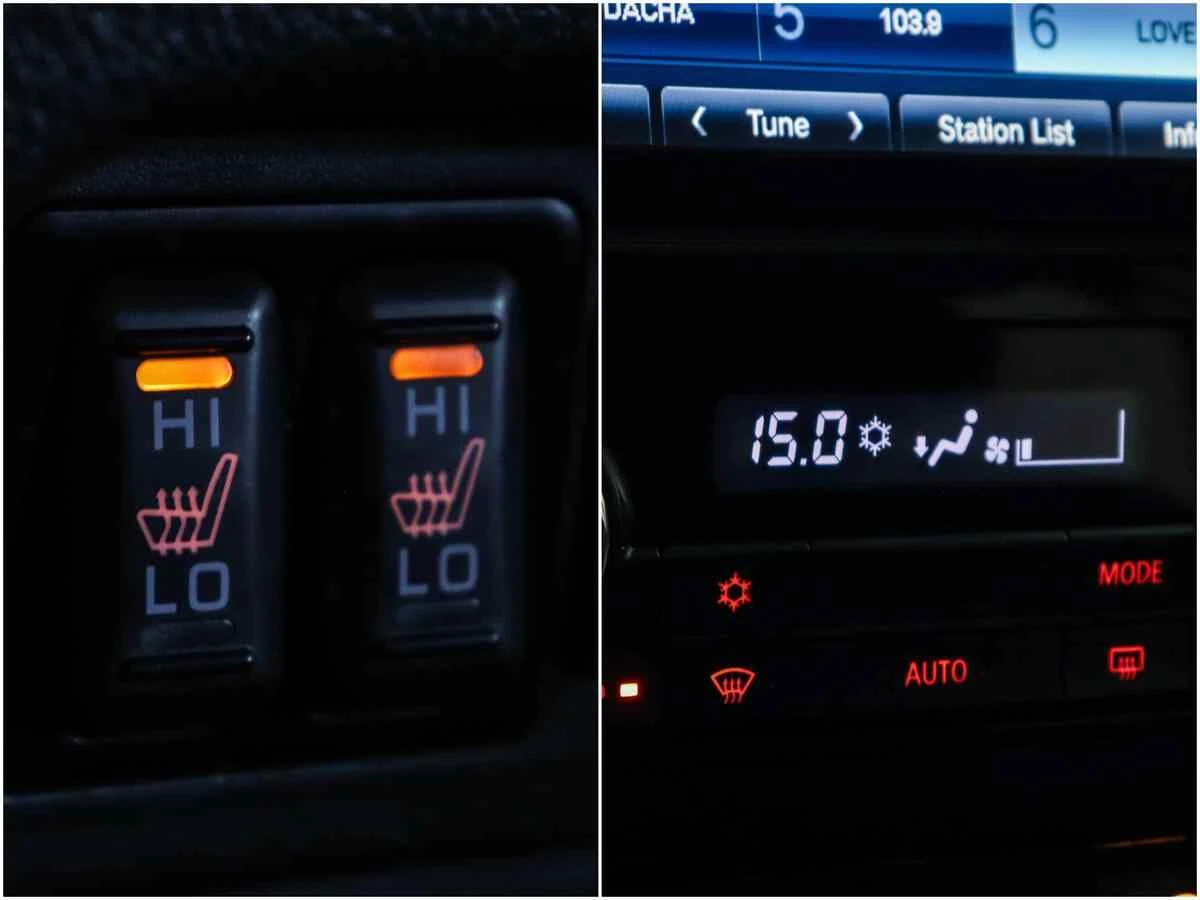 HI
LO
HI
LO
DACHA
5
103.9
6
LOVE
< Tune >
Station List
15.0
MODE
AUTO